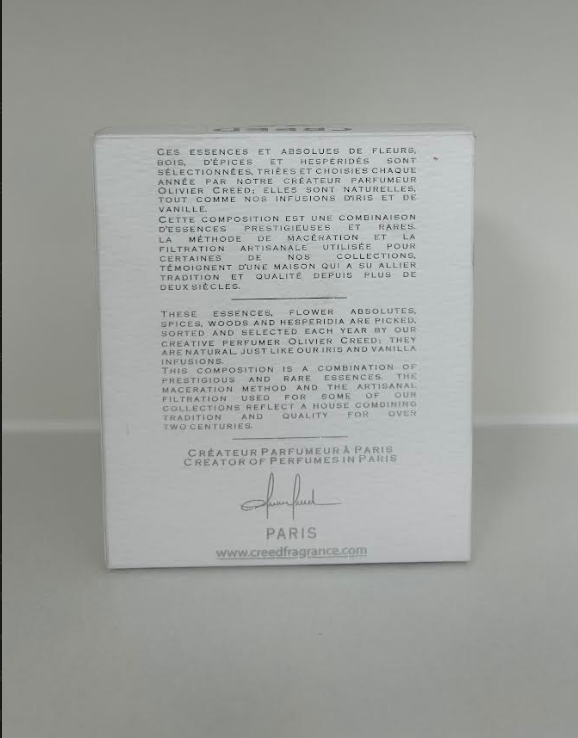 CREED
CES ESSENCES ET ABSOLUES DE FLEURS,
BOIS, D'ÉPICES ET HESPÉRIDÉS SONT
SÉLECTIONNÉES, TRIÉES ET CHOISIES CHAQUE
ANNÉE PAR NOTRE CRÉATEUR PARFUMEUR
OLIVIER CREED; ELLES SONT NATURELLES,
TOUT COMME NOS INFUSIONS D'IRIS ET DE
VANILLE.
CETTE COMPOSITION EST UNE COMBINAISON
D'ESSENCES PRESTIGIEUSES ET RARES.
LA MÉTHODE DE MACÉRATION ET LA
FILTRATION ARTISANALE UTILISÉE POUR
CERTAINES DE NOS COLLECTIONS,
TÉMOIGNENT D'UNE MAISON QUI A SU ALLIER
TRADITION ET QUALITÉ DEPUIS PLUS DE
DEUX SIÈCLES.
THESE ESSENCES, FLOWER ABSOLUTES,
SPICES, WOODS AND HESPERIDIA ARE PICKED,
SORTED AND SELECTED EACH YEAR BY OUR
CREATIVE PERFUMER OLIVIER CREED; THEY
ARE NATURAL, JUST LIKE OUR IRIS AND VANILLA
INFUSIONS.
THIS COMPOSITION IS A COMBINATION OF
PRESTIGIOUS AND RARE ESSENCES. THE
MACERATION METHOD AND THE ARTISANAL
FILTRATION USED FOR SOME OF OUR
COLLECTIONS REFLECT A HOUSE COMBINING
TRADITION AND QUALITY FOR OVER
TWO CENTURIES.
CRÉATEUR PARFUMEUR À PARIS
CREATOR OF PERFUMES IN PARIS
PARIS
www.creedfragrance.com